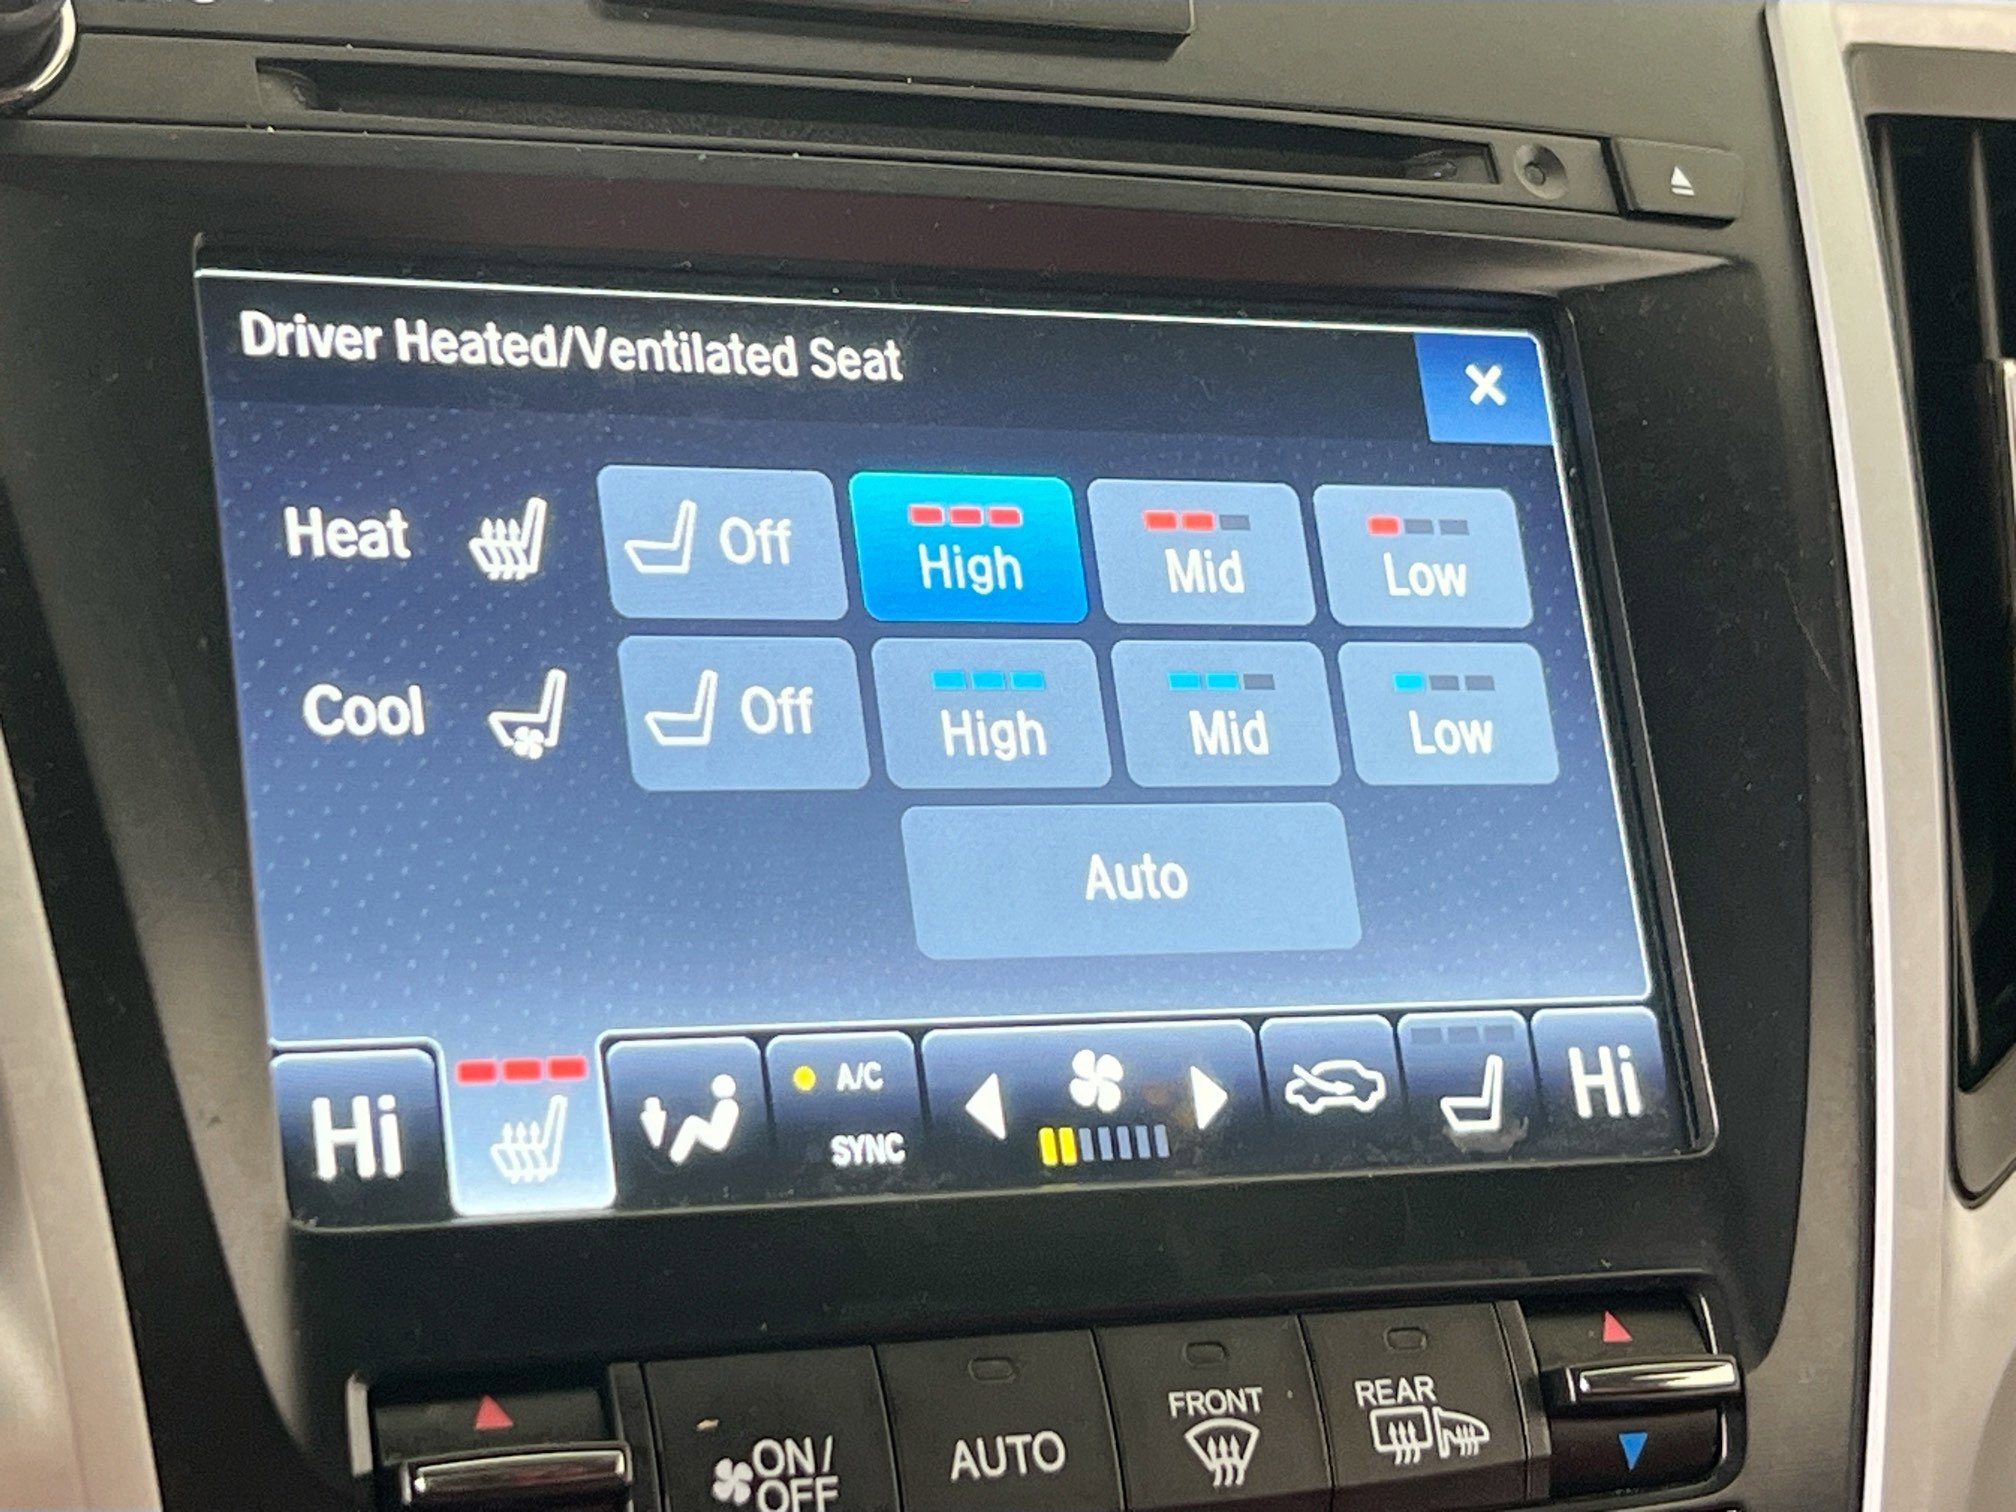 Driver Heated/Ventilated Seat
Heat Off High Mid Low
Cool Off High Mid Low
Auto
Hi A/C Hi
SYNC
ON/
OFF
AUTO
FRONT
REAR